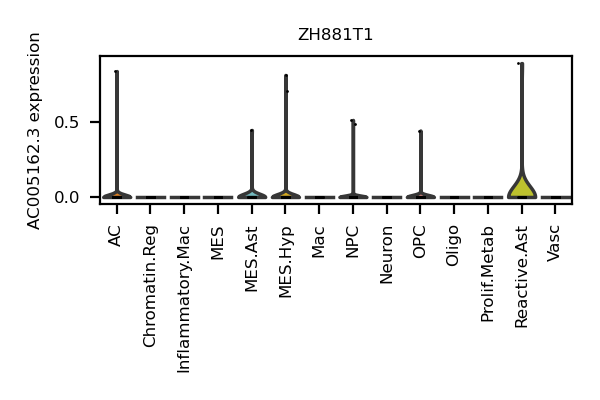 ZH881T1
AC005162.3 expression
0.5
0.0
AC
Chromatin.Reg
Inflammatory.Mac
MES
MES.Ast
MES.Hyp
Mac
NPC
Neuron
OPC
Oligo
Prolif.Metab
Reactive.Ast
Vasc